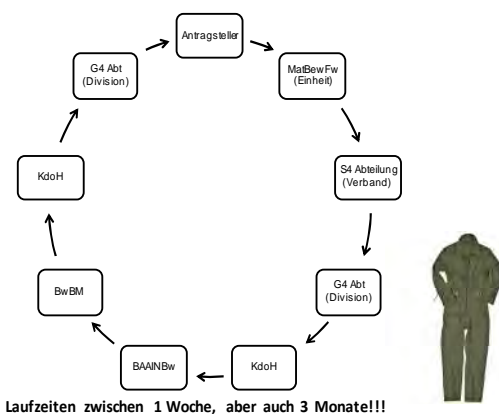 Antragsteller
MatBewFw
(Einheit)
S4 Abteilung
(Verband)
G4 Abt
(Division)
KdoH
BAAINBw
BwBM
KdoH
G4 Abt
(Division)
Laufzeiten zwischen 1 Woche, aber auch 3 Monate!!!